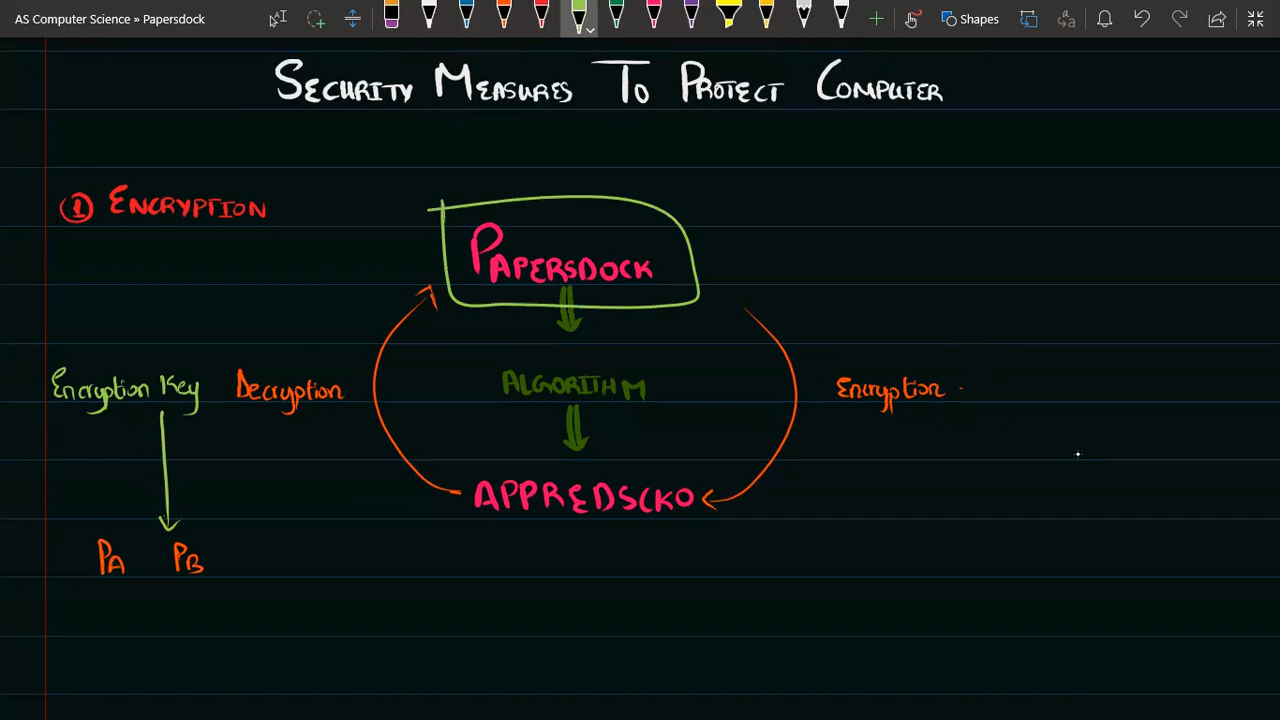 AS Computer Science » Papersdock
Shapes
SECURITY MEASURES TO PROTECT COMPUTER
① ENCRYPTION
PAPERSDOCK
Encryption Key Decryption ALGORITHM Encryption
APPREDSCKO
PA PB